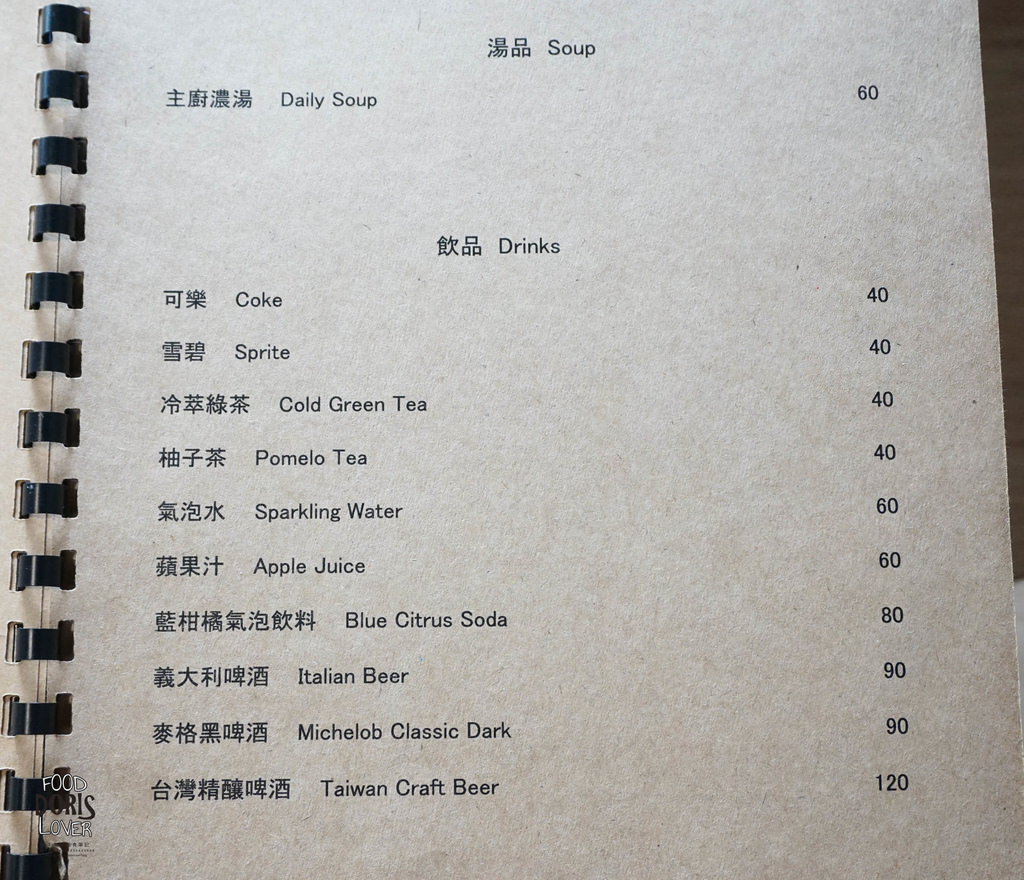 湯品 Soup
主廚濃湯 Daily Soup 60
飲品 Drinks
可樂 Coke 40
雪碧 Sprite 40
冷萃綠茶 Cold Green Tea 40
柚子茶 Pomelo Tea 40
氣泡水 Sparkling Water 60
蘋果汁 Apple Juice 60
藍柑橘氣泡飲料 Blue Citrus Soda 80
義大利啤酒 Italian Beer 90
麥格黑啤酒 Michelob Classic Dark 90
台灣精釀啤酒 Taiwan Craft Beer 120
FOOD
DORIS
LOVER